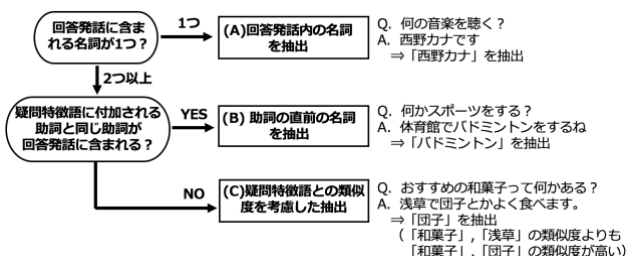 回答発話に含ま
れる名詞が1つ？
1つ
(A)回答発話内の名詞
を抽出
Q. 何の音楽を聴く？
A. 西野カナです
⇒「西野カナ」を抽出
2つ以上
疑問特徴語に付加される
助詞と同じ助詞が
回答発話に含まれる？
YES
(B) 助詞の直前の名詞
を抽出
Q. 何かスポーツをする？
A. 体育館でバドミントンをするね
⇒「バドミントン」を抽出
NO
(C)疑問特徴語との類似
度を考慮した抽出
Q. おすすめの和菓子って何かある？
A. 浅草で団子とかよく食べます。
⇒「団子」を抽出
（「和菓子」,「浅草」の類似度よりも
「和菓子」,「団子」の類似度が高い）